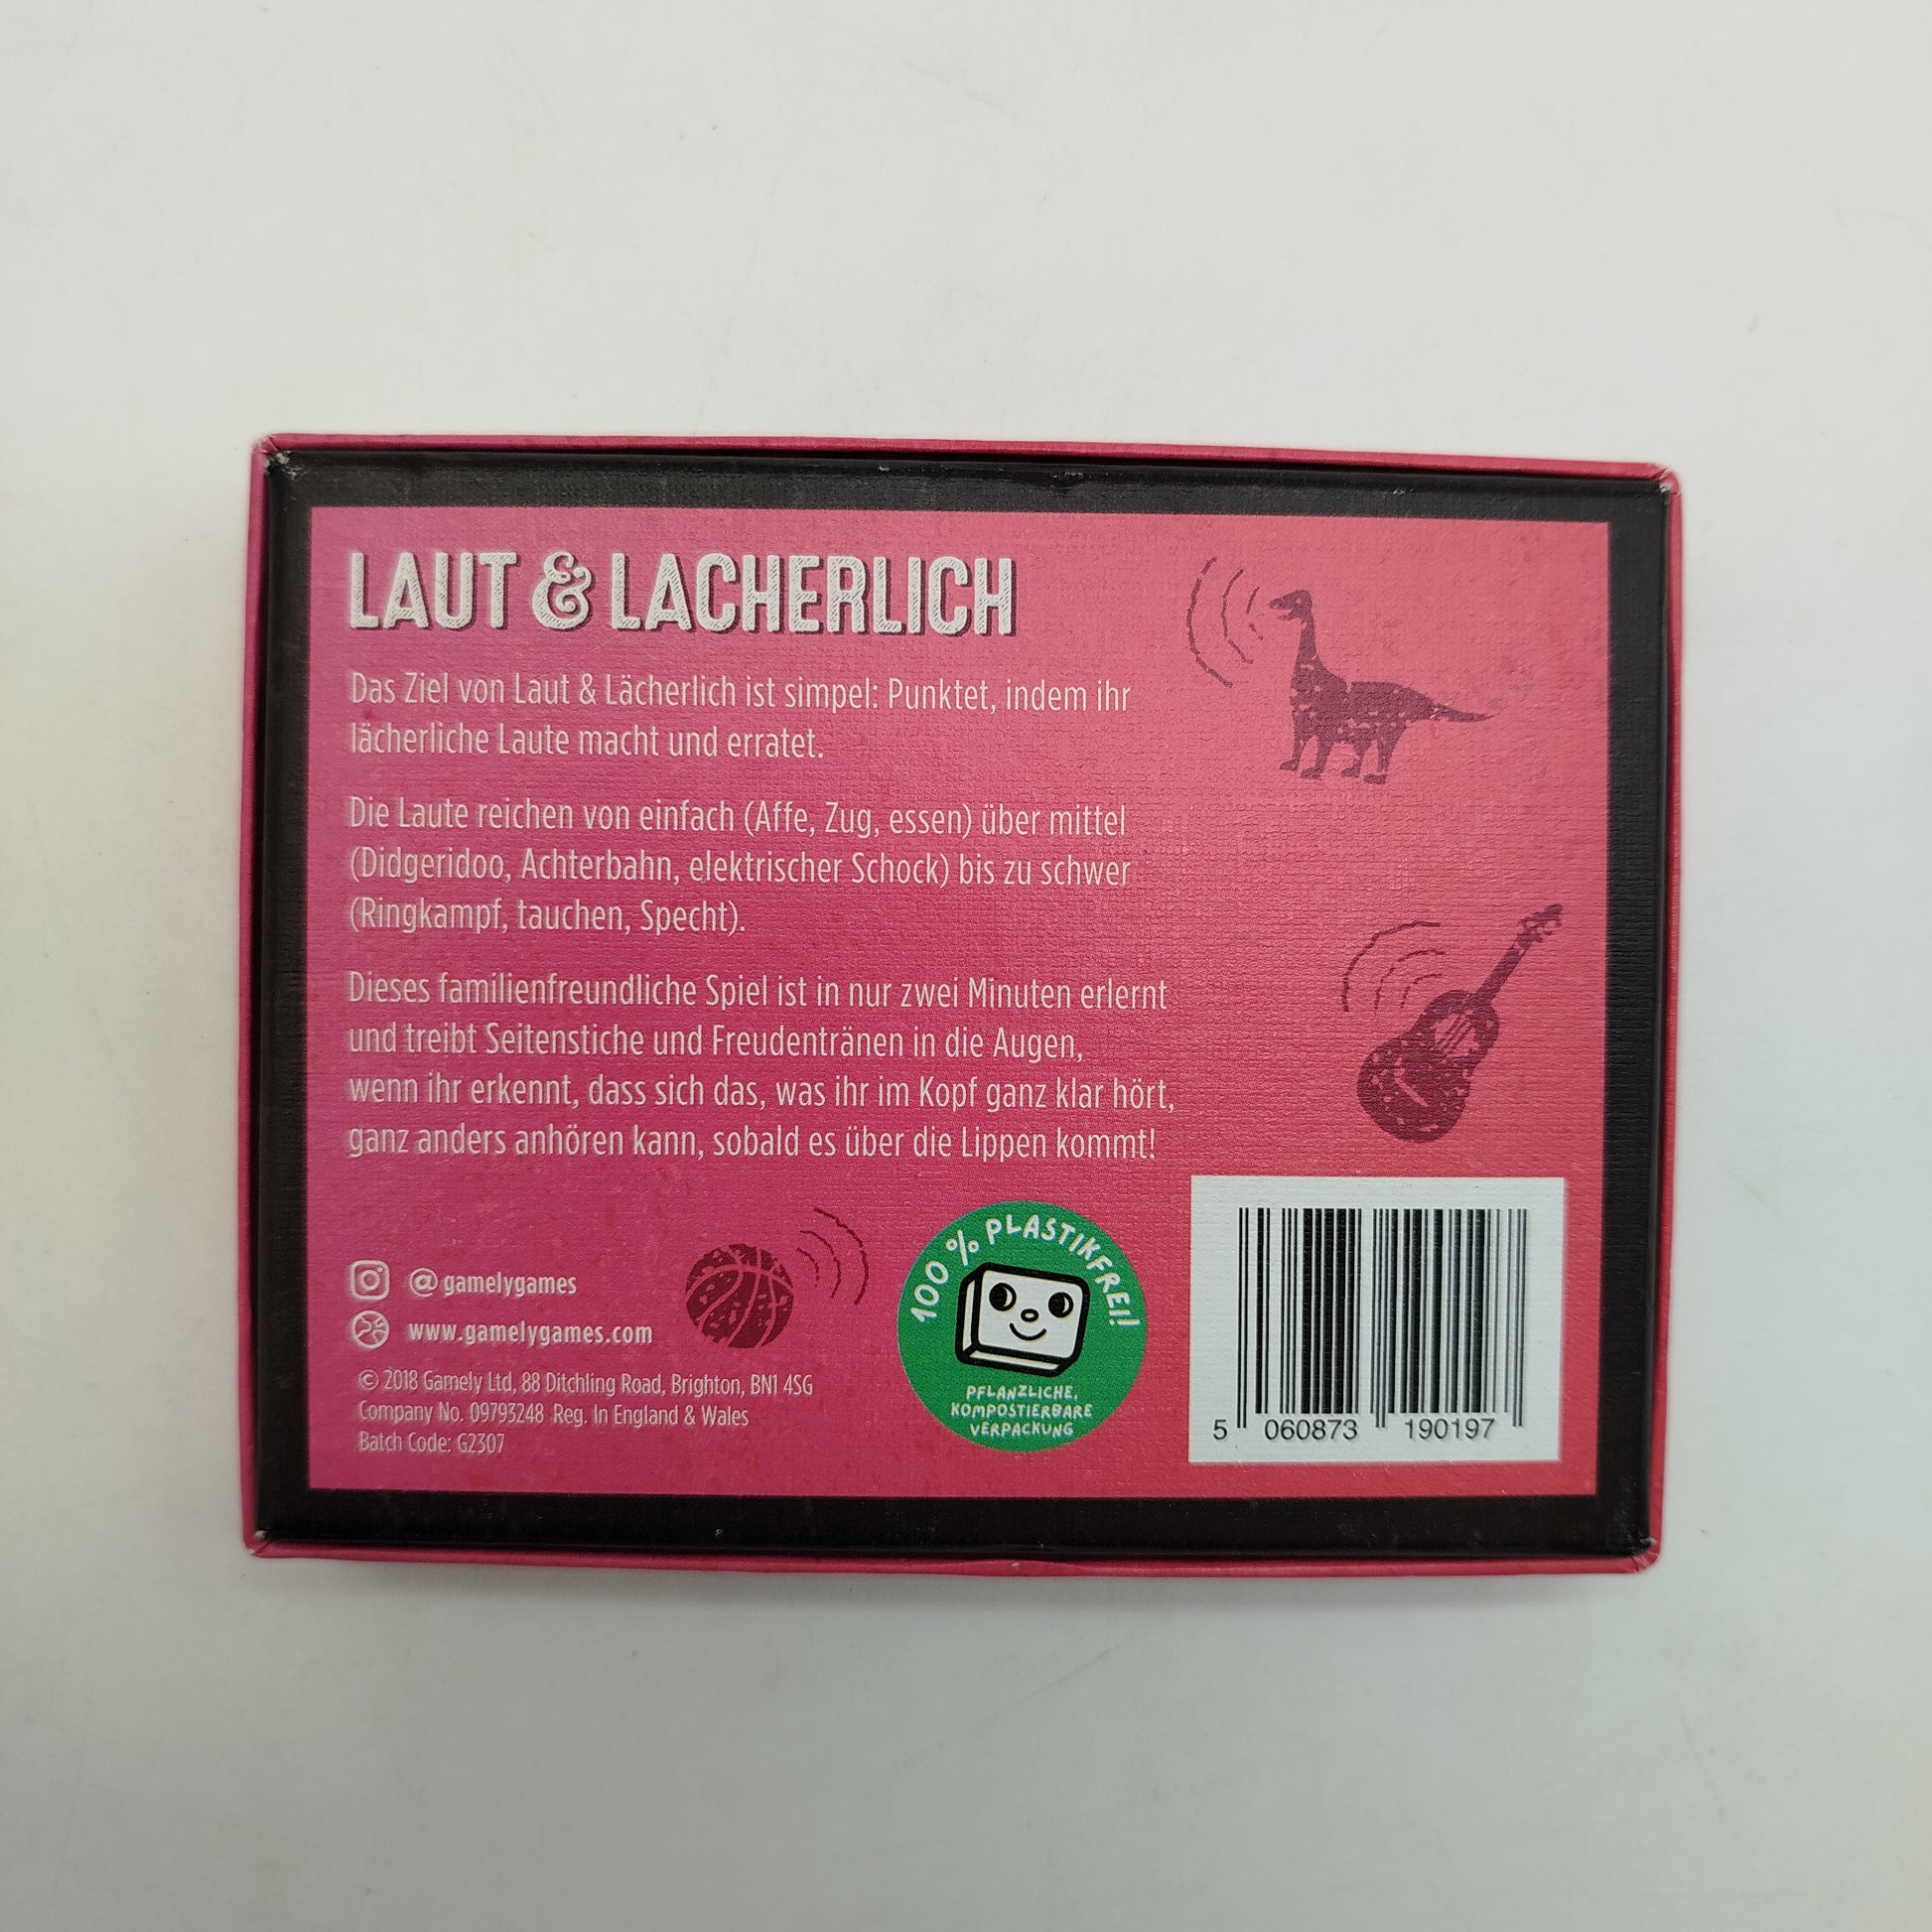 LAUT & LACHERLICH
Das Ziel von Laut & Lächerlich ist simpel: Punktet, indem ihr
lächerliche Laute macht und erratet.
Die Laute reichen von einfach (Affe, Zug, essen) über mittel
(Didgeridoo, Achterbahn, elektrischer Schock) bis zu schwer
(Ringkampf, tauchen, Specht).
Dieses familienfreundliche Spiel ist in nur zwei Minuten erlernt
und treibt Seitenstiche und Freudentränen in die Augen,
wenn ihr erkennt, dass sich das, was ihr im Kopf ganz klar hört,
ganz anders anhören kann, sobald es über die Lippen kommt!
@gamelygames
www.gamelygames.com
© 2018 Gamely Ltd, 88 Ditchling Road, Brighton, BN1 4SG
Company No. 09793248 Reg. In England & Wales
Batch Code: G2307
100 % PLASTIKFREI!
PFLANZLICHE,
KOMPOSTIERBARE
VERPACKUNG
5 060873 190197